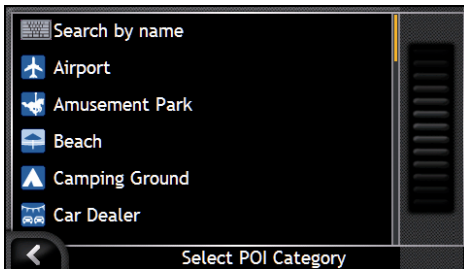 Search by name
Airport
Amusement Park
Beach
Camping Ground
Car Dealer
Select POI Category